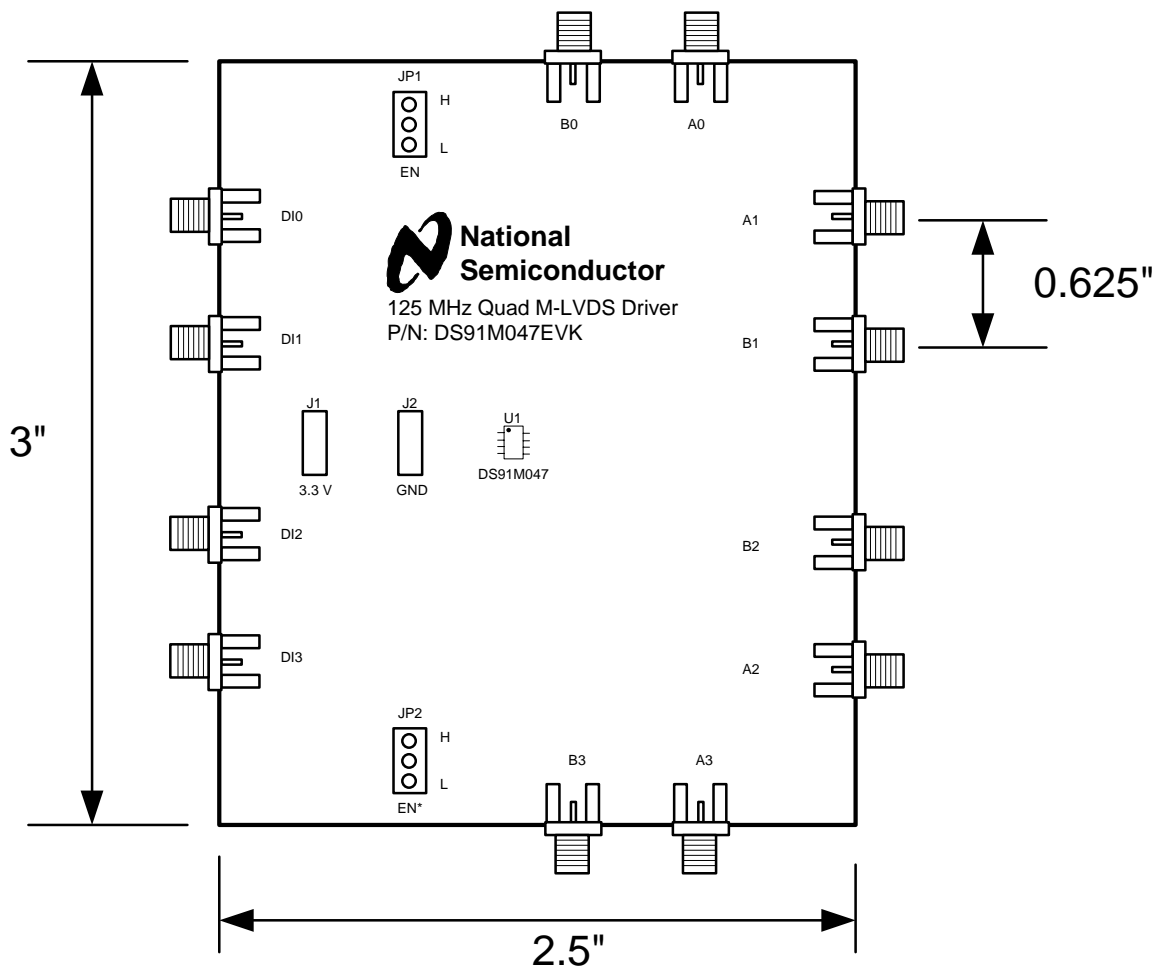 JP1
H
L
EN
B0
A0
DI0
A1
National
Semiconductor
0.625"
125 MHz Quad M-LVDS Driver
P/N: DS91M047EVK
DI1
B1
3"
J1
J2
U1
DS91M047
3.3 V
GND
DI2
B2
DI3
A2
JP2
H
L
EN*
B3
A3
2.5"